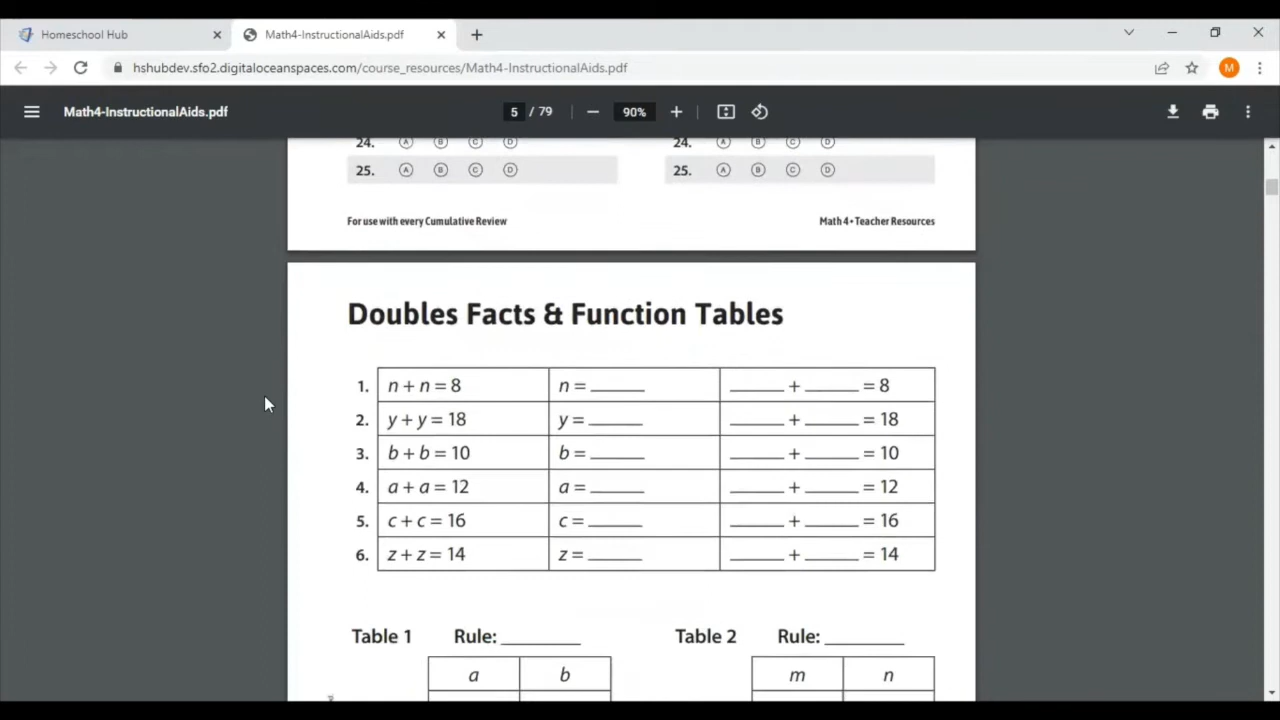 Homeschool Hub
Math4-InstructionalAids.pdf
hshubdev.sfo2.digitaloceanspaces.com/course_resources/Math4-InstructionalAids.pdf
M
Math4-InstructionalAids.pdf
5 / 79
90%
24. A B C D
24. A B C D
25. A B C D
25. A B C D
For use with every Cumulative Review
Math 4 • Teacher Resources
Doubles Facts & Function Tables
1. n + n = 8 n = ______ ______ + ______ = 8
2. y + y = 18 y = ______ ______ + ______ = 18
3. b + b = 10 b = ______ ______ + ______ = 10
4. a + a = 12 a = ______ ______ + ______ = 12
5. c + c = 16 c = ______ ______ + ______ = 16
6. z + z = 14 z = ______ ______ + ______ = 14
Table 1 Rule: ________
Table 2 Rule: ________
a b
m n